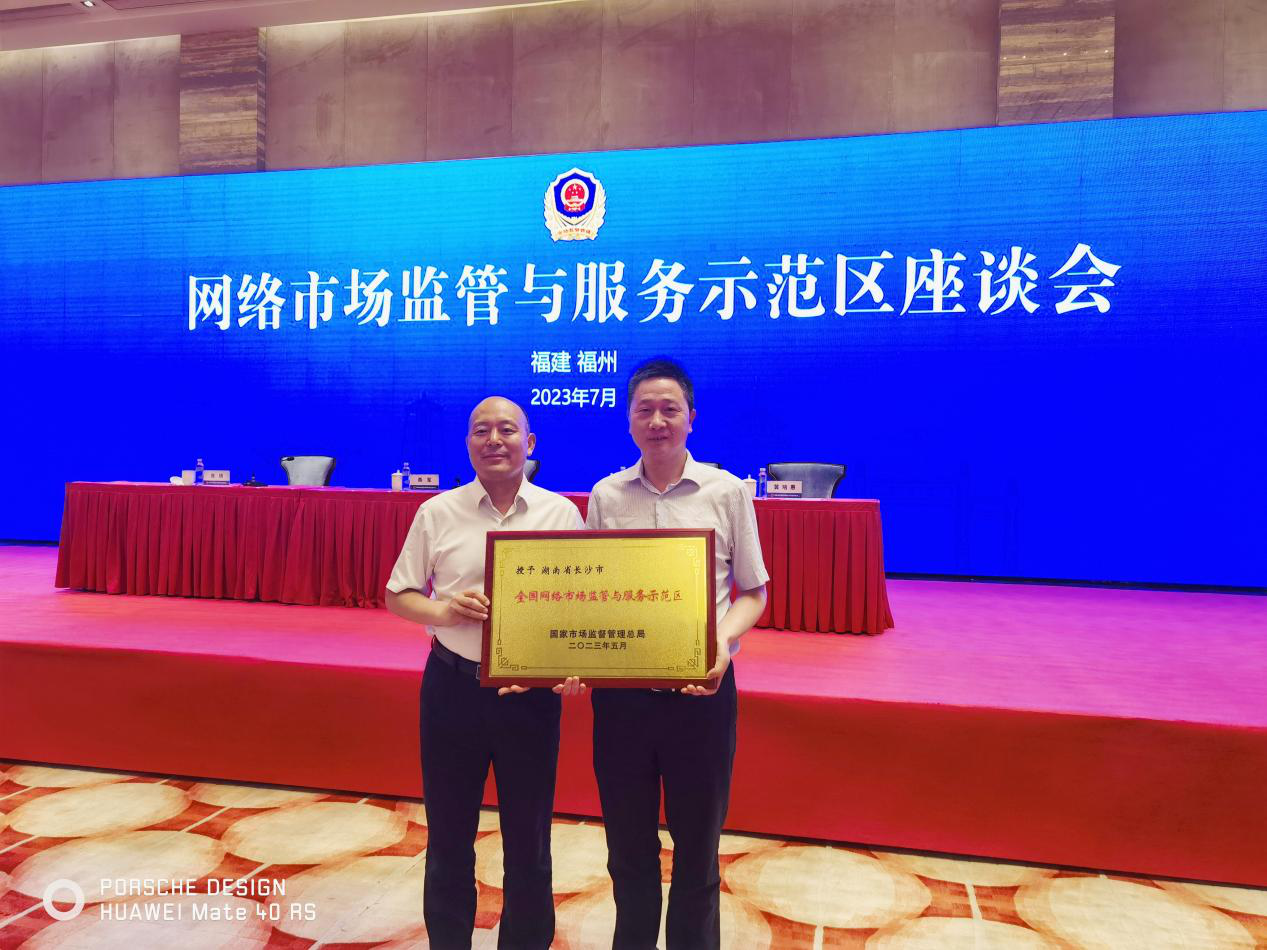 网络市场监管与服务示范区座谈会
福建 福州
2023年7月
授予 湖南省长沙市
全国网络市场监管与服务示范区
国家市场监督管理总局
二〇二三年五月
PORSCHE DESIGN
HUAWEI Mate 40 RS